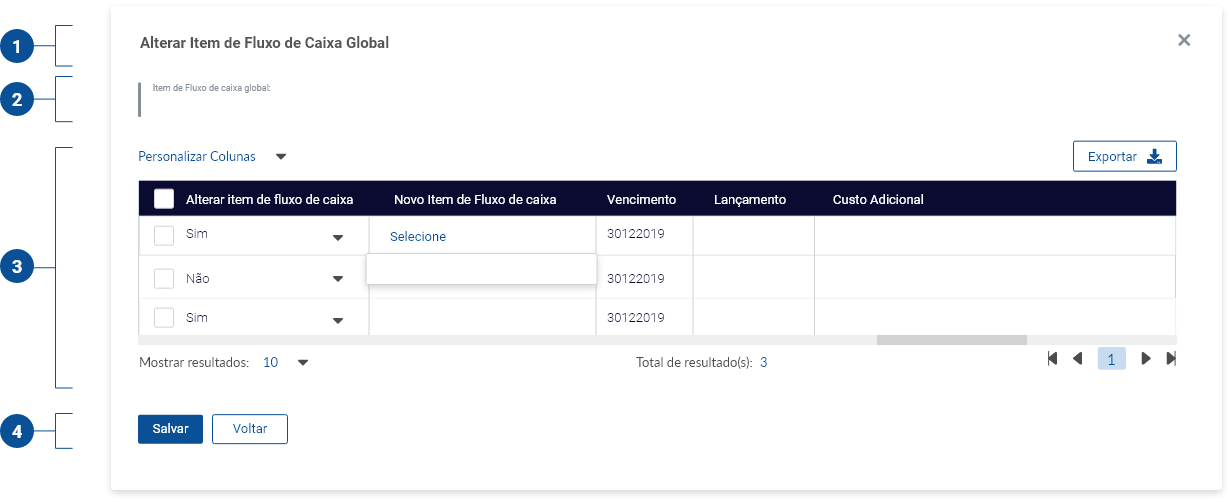 1
Alterar Item de Fluxo de Caixa Global
2
Item de Fluxo de caixa global:
Personalizar Colunas
Exportar
Alterar item de fluxo de caixa Novo Item de Fluxo de caixa Vencimento Lançamento Custo Adicional
Sim Selecione 30122019
3
Não 30122019
Sim 30122019
Mostrar resultados: 10 Total de resultado(s): 3 1
4
Salvar Voltar